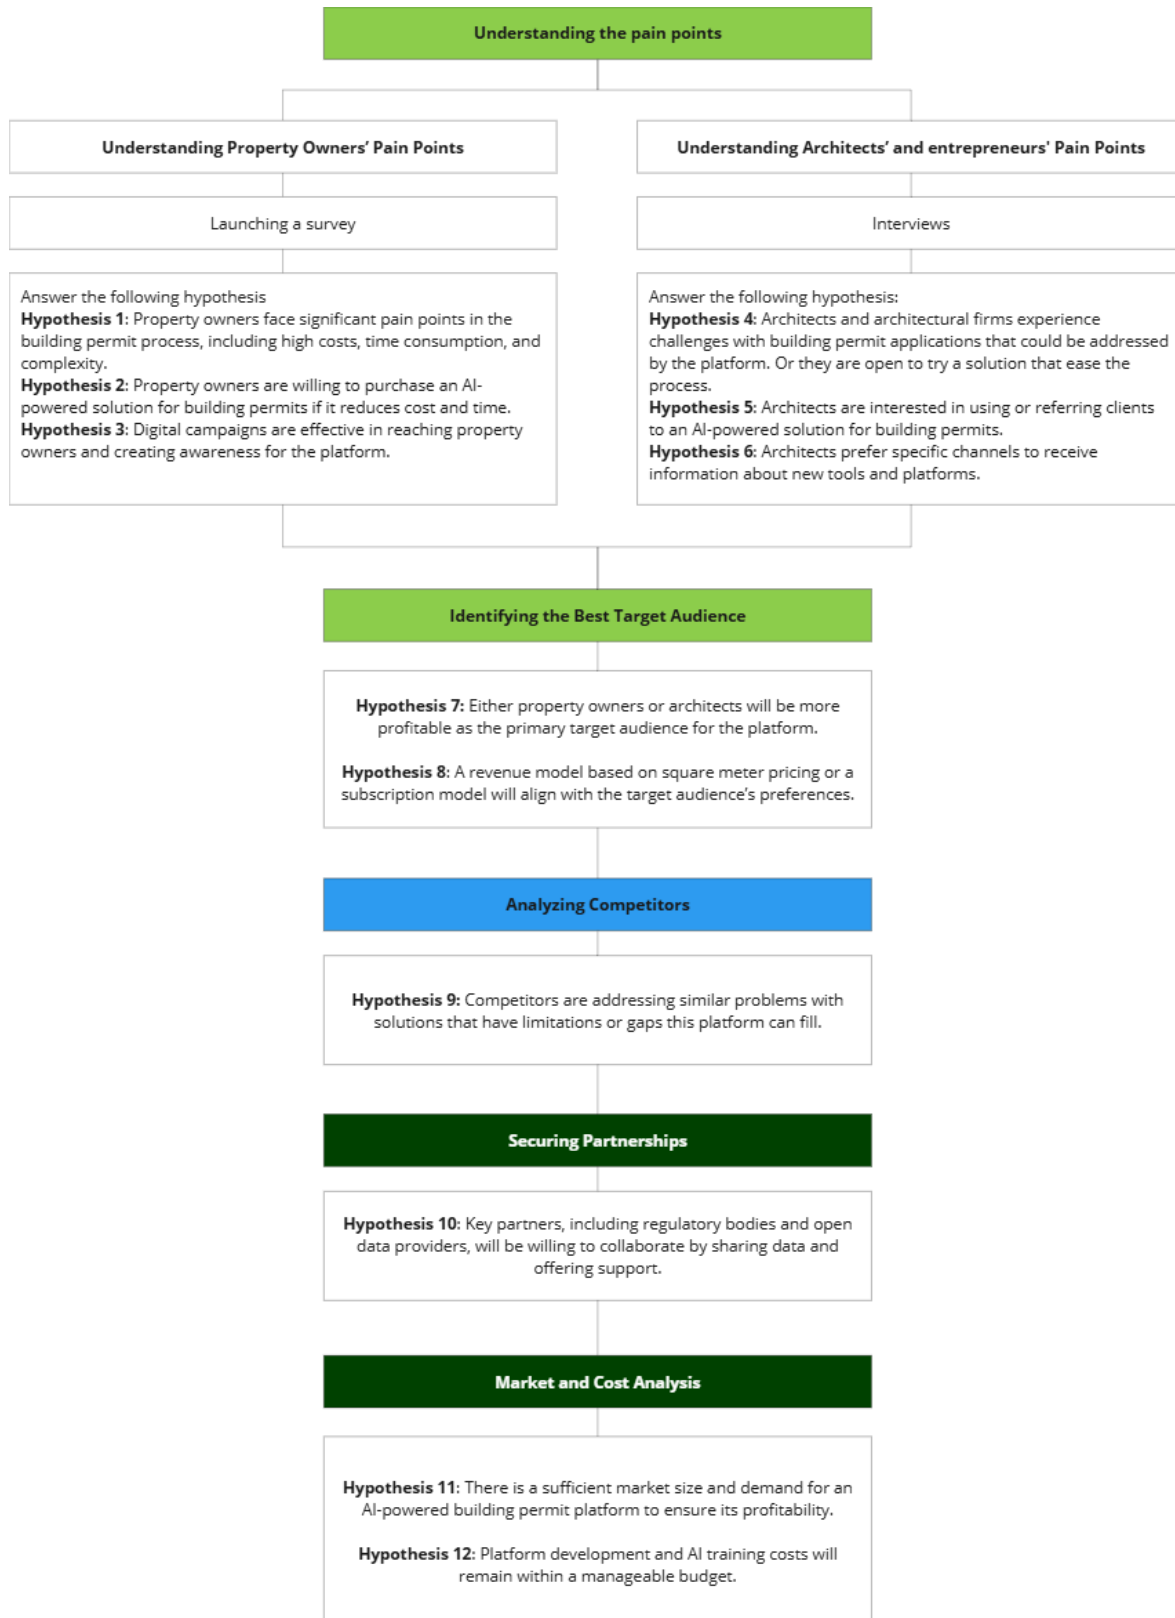 Understanding the pain points
Understanding Property Owners’ Pain Points
Launching a survey
Answer the following hypothesis
Hypothesis 1: Property owners face significant pain points in the
building permit process, including high costs, time consumption, and
complexity.
Hypothesis 2: Property owners are willing to purchase an AI-
powered solution for building permits if it reduces cost and time.
Hypothesis 3: Digital campaigns are effective in reaching property
owners and creating awareness for the platform.
Understanding Architects’ and entrepreneurs' Pain Points
Interviews
Answer the following hypothesis:
Hypothesis 4: Architects and architectural firms experience
challenges with building permit applications that could be addressed
by the platform. Or they are open to try a solution that ease the
process.
Hypothesis 5: Architects are interested in using or referring clients
to an AI-powered solution for building permits.
Hypothesis 6: Architects prefer specific channels to receive
information about new tools and platforms.
Identifying the Best Target Audience
Hypothesis 7: Either property owners or architects will be more
profitable as the primary target audience for the platform.
Hypothesis 8: A revenue model based on square meter pricing or a
subscription model will align with the target audience’s preferences.
Analyzing Competitors
Hypothesis 9: Competitors are addressing similar problems with
solutions that have limitations or gaps this platform can fill.
Securing Partnerships
Hypothesis 10: Key partners, including regulatory bodies and open
data providers, will be willing to collaborate by sharing data and
offering support.
Market and Cost Analysis
Hypothesis 11: There is a sufficient market size and demand for an
AI-powered building permit platform to ensure its profitability.
Hypothesis 12: Platform development and AI training costs will
remain within a manageable budget.